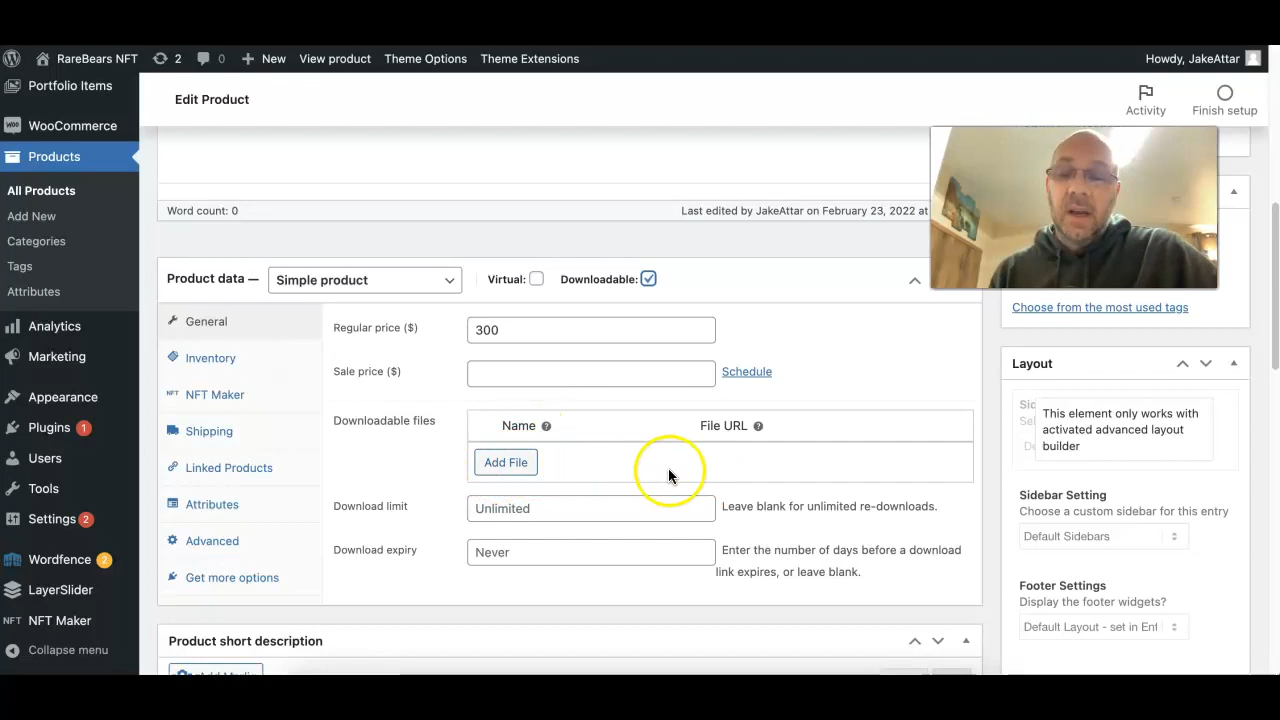 RareBears NFT 2 0 New View product Theme Options Theme Extensions Howdy, JakeAttar
Portfolio Items
WooCommerce
Products
All Products
Add New
Categories
Tags
Attributes
Analytics
Marketing
Appearance
Plugins 1
Users
Tools
Settings 2
Wordfence 2
LayerSlider
NFT NFT Maker
Collapse menu
Edit Product
Activity
Finish setup
Word count: 0
Last edited by JakeAttar on February 23, 2022 at
Product data — Simple product Virtual: Downloadable:
General
Inventory
NFT NFT Maker
Shipping
Linked Products
Attributes
Advanced
Get more options
Regular price ($) 300
Sale price ($) Schedule
Downloadable files Name File URL
Add File
Download limit Unlimited Leave blank for unlimited re-downloads.
Download expiry Never Enter the number of days before a download
link expires, or leave blank.
Product short description
Choose from the most used tags
Layout
This element only works with
activated advanced layout
builder
Sidebar Setting
Choose a custom sidebar for this entry
Default Sidebars
Footer Settings
Display the footer widgets?
Default Layout - set in Ent